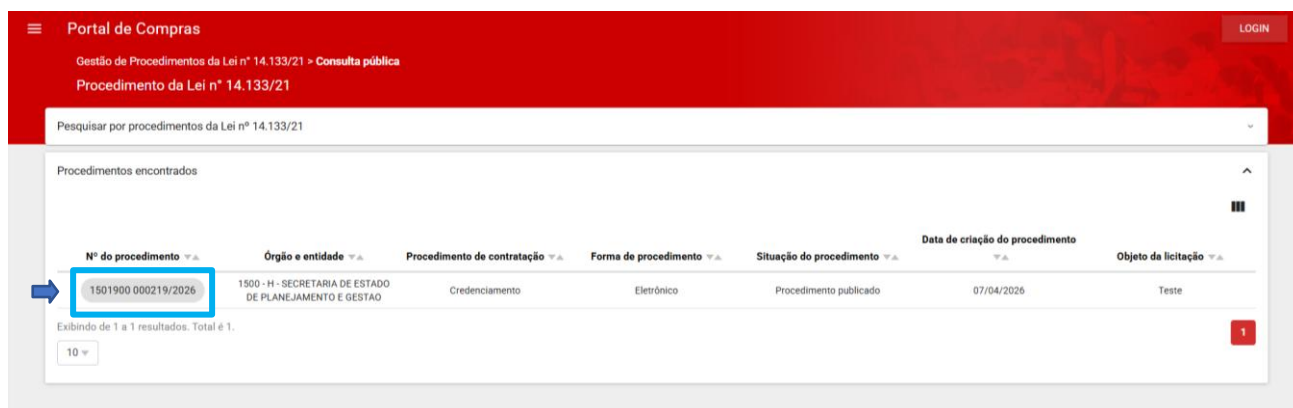 Portal de Compras
LOGIN
Gestão de Procedimentos da Lei n° 14.133/21 > Consulta pública
Procedimento da Lei n° 14.133/21
Pesquisar por procedimentos da Lei nº 14.133/21
Procedimentos encontrados
Nº do procedimento Órgão e entidade Procedimento de contratação Forma de procedimento Situação do procedimento Data de criação do procedimento Objeto da licitação
1501900 000219/2026 1500 - H - SECRETARIA DE ESTADO DE PLANEJAMENTO E GESTAO Credenciamento Eletrônico Procedimento publicado 07/04/2026 Teste
Exibindo de 1 a 1 resultados. Total é 1.
1
10